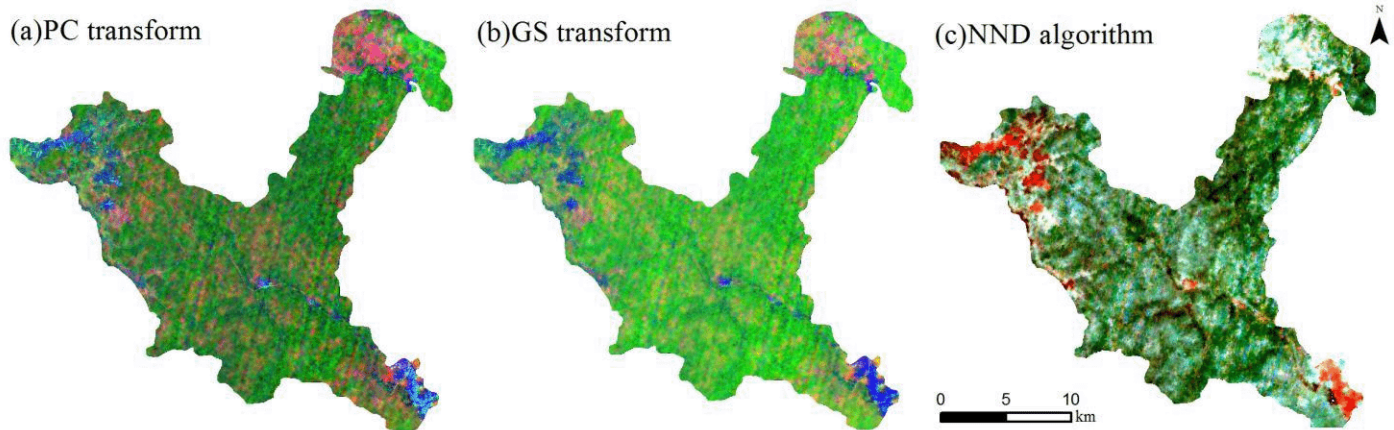 (a)PC transform
(b)GS transform
(c)NND algorithm
N
0 5 10
km